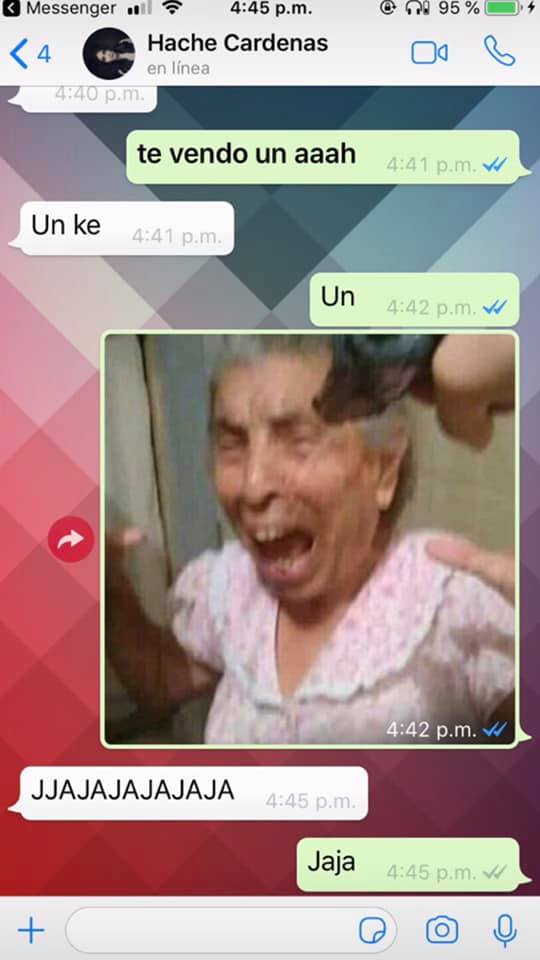 Messenger 4:45 p.m. 95 %
4 Hache Cardenas
en línea
4:40 p.m.
te vendo un aaah 4:41 p.m.
Un ke 4:41 p.m.
Un 4:42 p.m.
4:42 p.m.
JJAJAJAJAJAJA 4:45 p.m.
Jaja 4:45 p.m.